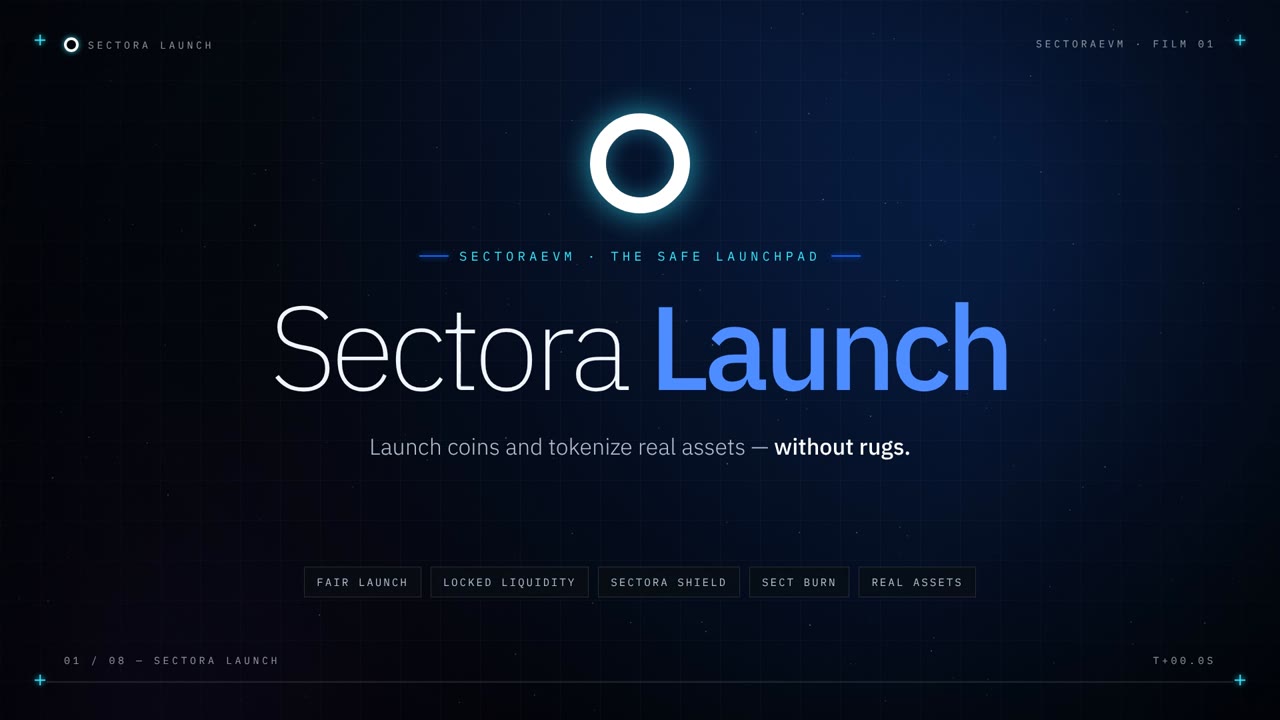 SECTORA LAUNCH
SECTORAEVM · FILM 01
SECTORAEVM · THE SAFE LAUNCHPAD
Sectora Launch
Launch coins and tokenize real assets — without rugs.
FAIR LAUNCH
LOCKED LIQUIDITY
SECTORA SHIELD
SECT BURN
REAL ASSETS
01 / 08 — SECTORA LAUNCH
T+00.0S